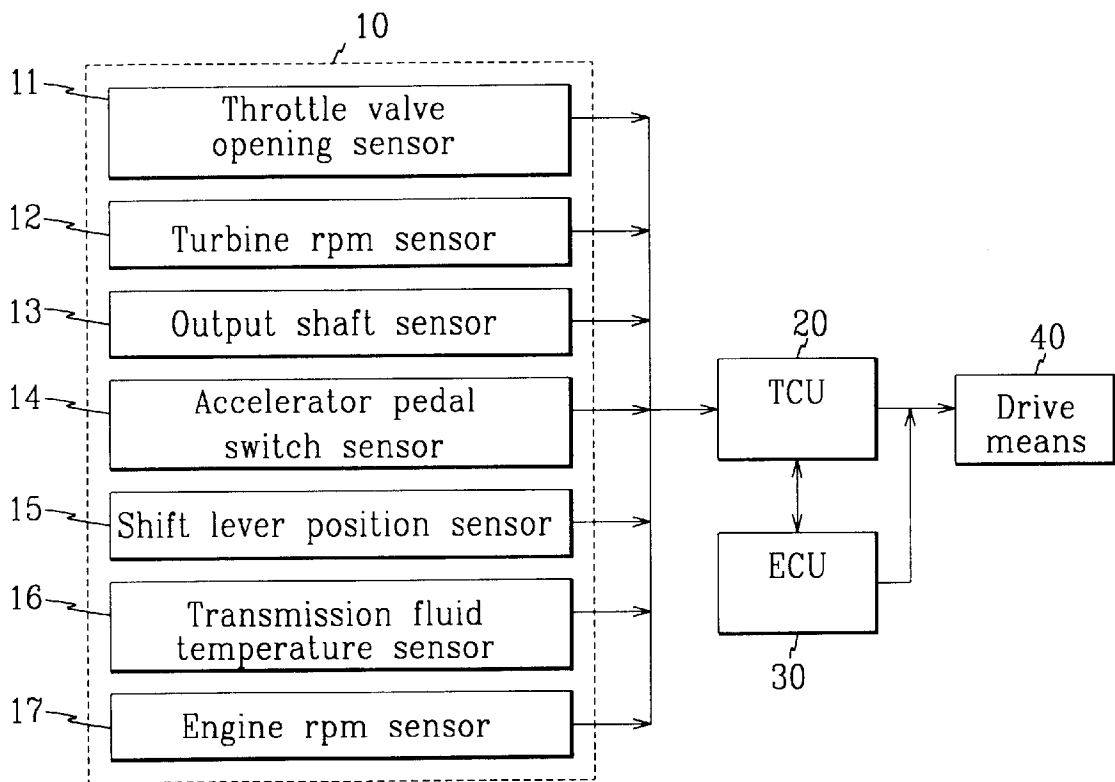 10
11
Throttle valve
opening sensor
12
Turbine rpm sensor
13
Output shaft sensor
14
Accelerator pedal
switch sensor
15
Shift lever position sensor
16
Transmission fluid
temperature sensor
17
Engine rpm sensor
20
TCU
ECU
30
40
Drive
means